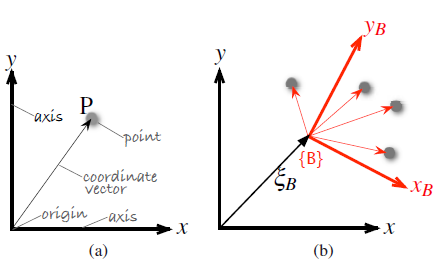 y
P
axis
point
coordinate
vector
origin
axis
x
(a)
y
y_B
{B}
ξ_B
x_B
x
(b)